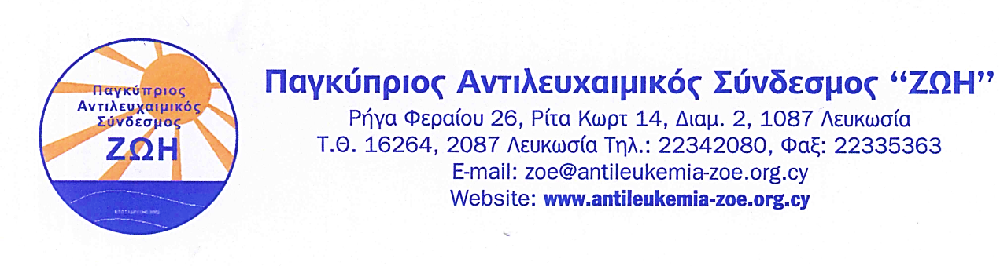 Παγκύπριος
Αντιλευχαιμικός
Σύνδεσμος
ΖΩΗ
Παγκύπριος Αντιλευχαιμικός Σύνδεσμος “ΖΩΗ”
Ρήγα Φεραίου 26, Ρίτα Κωρτ 14, Διαμ. 2, 1087 Λευκωσία
Τ.Θ. 16264, 2087 Λευκωσία Τηλ.: 22342080, Φαξ: 22335363
E-mail: zoe@antileukemia-zoe.org.cy
Website: www.antileukemia-zoe.org.cy